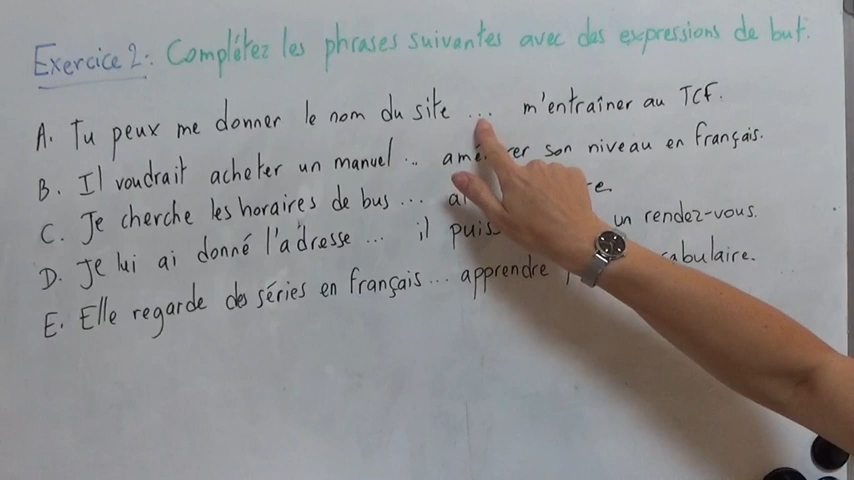 Exercice 2: Complétez les phrases suivantes avec des expressions de but.
A. Tu peux me donner le nom du site ... m'entraîner au TCF.
B. Il voudrait acheter un manuel ... améliorer son niveau en français.
C. Je cherche les horaires de bus ...
D. Je lui ai donné l'adresse ... il un rendez-vous.
E. Elle regarde des séries en français ... apprendre